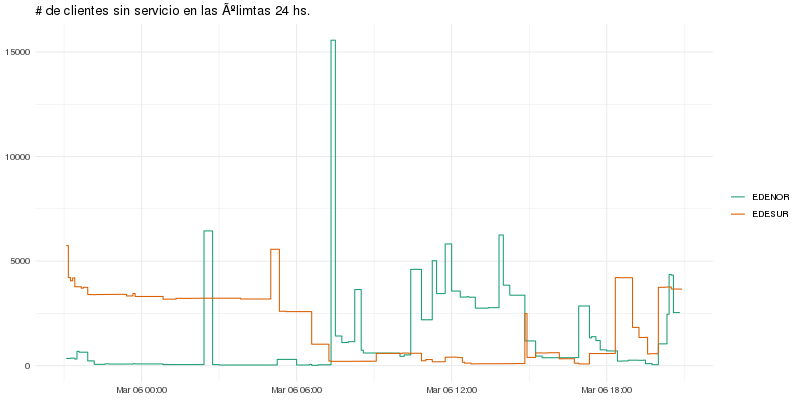 # de clientes sin servicio en las Ãºlimtas 24 hs.
15000
10000
5000
0
Mar 06 00:00
Mar 06 06:00
Mar 06 12:00
Mar 06 18:00
EDENOR
EDESUR